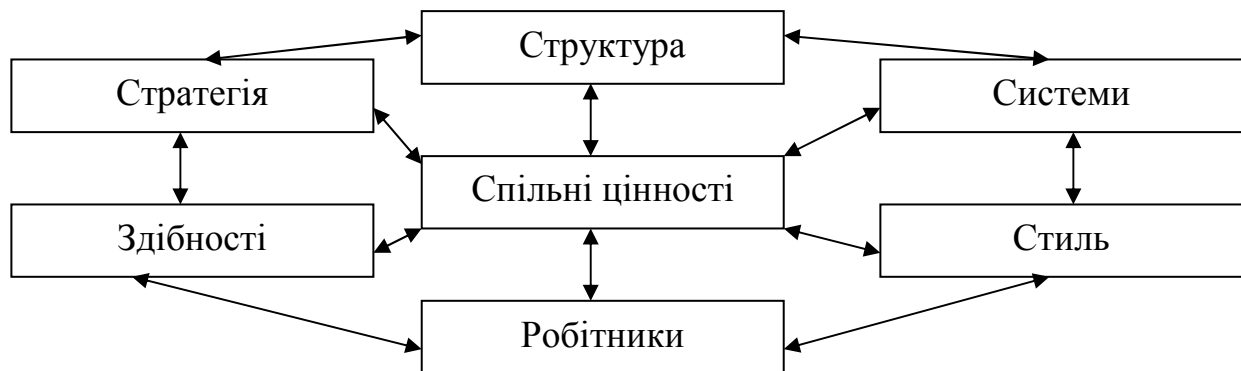 Структура
Стратегія
Системи
Спільні цінності
Здібності
Стиль
Робітники